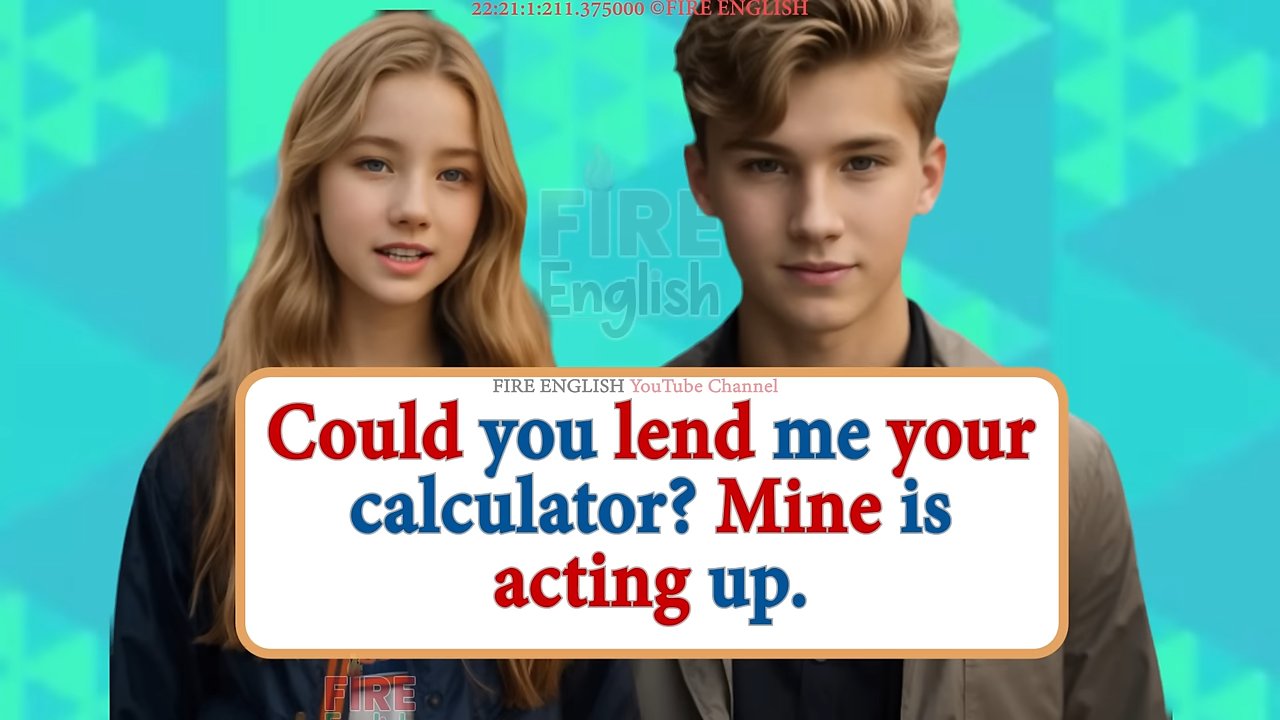 22:21:1:211.375000 ©FIRE ENGLISH
FIRE
English
FIRE ENGLISH YouTube Channel
Could you lend me your
calculator? Mine is
acting up.
FIRE